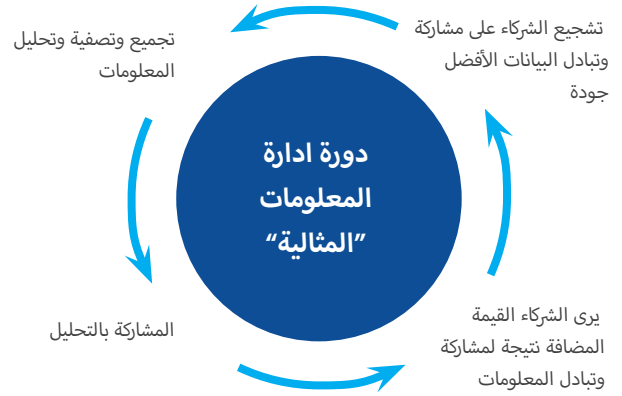 تشجيع الشركاء على مشاركة
وتبادل البيانات الأفضل
جودة
تجميع وتصفية وتحليل
المعلومات
دورة ادارة
المعلومات
”المثالية“
المشاركة بالتحليل
يرى الشركاء القيمة
المضافة نتيجة لمشاركة
وتبادل المعلومات